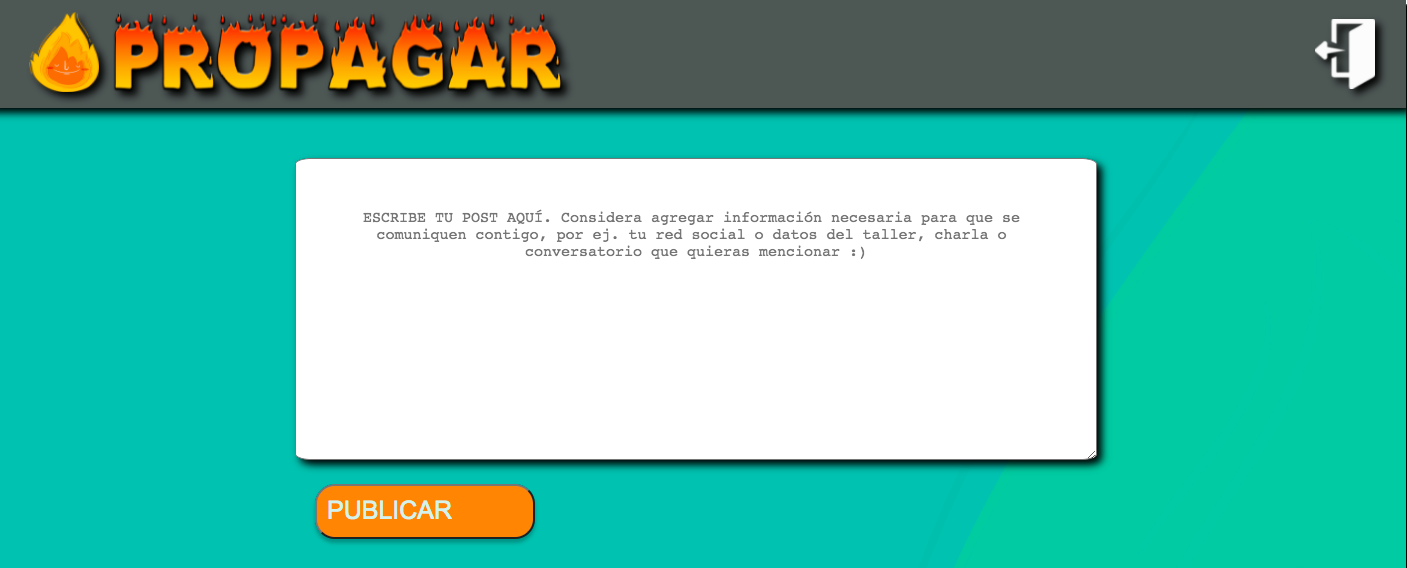 PROPAGAR
ESCRIBE TU POST AQUÍ. Considera agregar información necesaria para que se
comuniquen contigo, por ej. tu red social o datos del taller, charla o
conversatorio que quieras mencionar :)
PUBLICAR